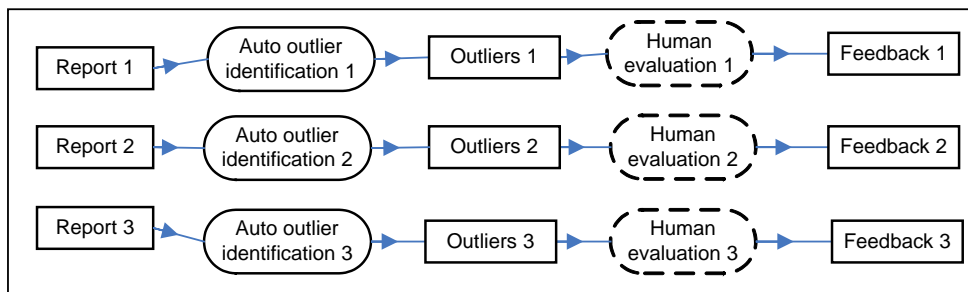 Report 1
Auto outlier
identification 1
Outliers 1
Human
evaluation 1
Feedback 1
Report 2
Auto outlier
identification 2
Outliers 2
Human
evaluation 2
Feedback 2
Report 3
Auto outlier
identification 3
Outliers 3
Human
evaluation 3
Feedback 3